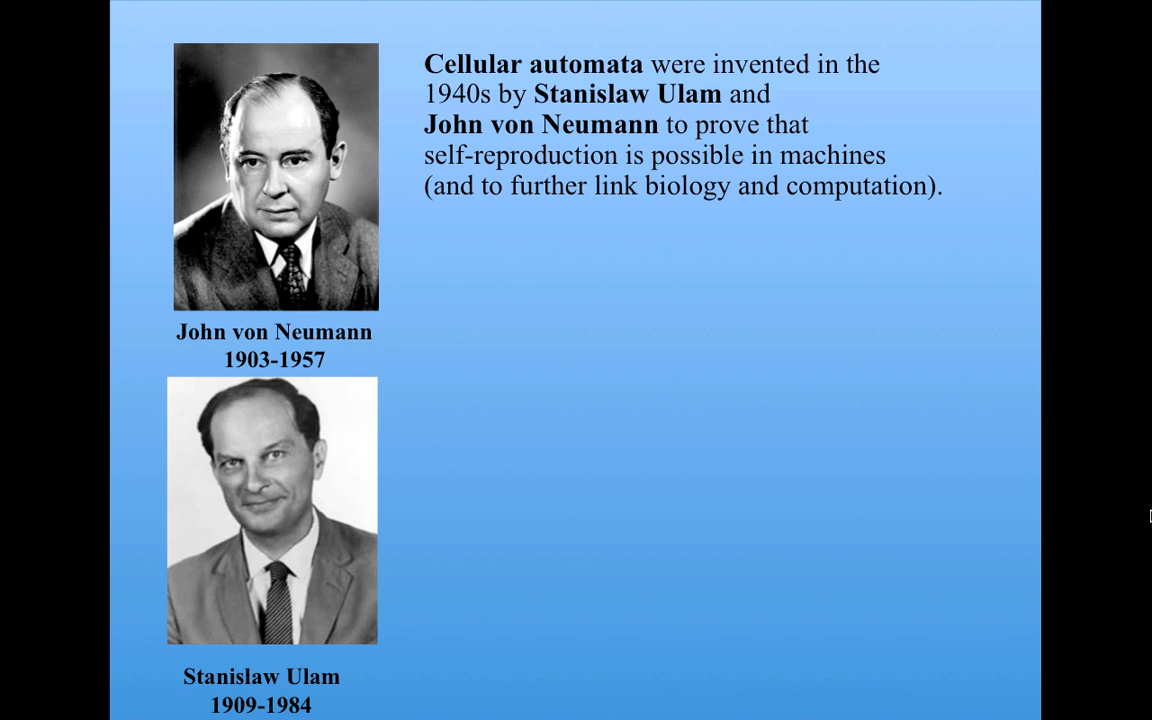 Cellular automata were invented in the
1940s by Stanislaw Ulam and
John von Neumann to prove that
self-reproduction is possible in machines
(and to further link biology and computation).
John von Neumann
1903-1957
Stanislaw Ulam
1909-1984